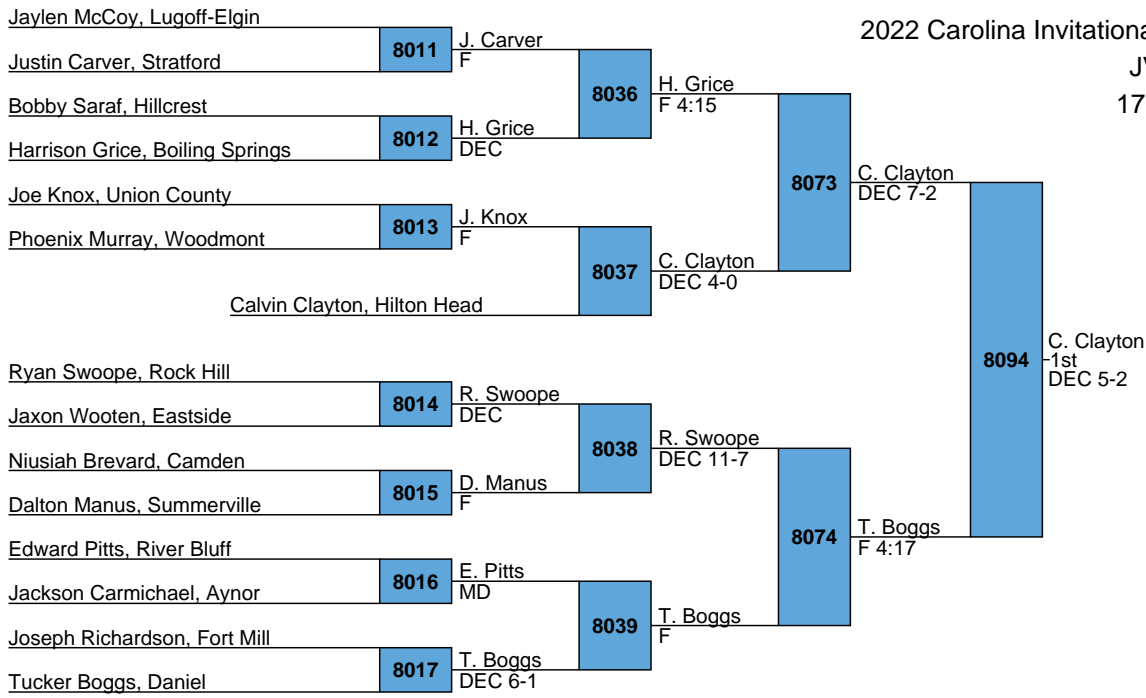 2022 Carolina Invitationa
JV
17
Jaylen McCoy, Lugoff-Elgin
8011
J. Carver
F
Justin Carver, Stratford
8036
H. Grice
F 4:15
Bobby Saraf, Hillcrest
8012
H. Grice
DEC
Harrison Grice, Boiling Springs
8073
C. Clayton
DEC 7-2
Joe Knox, Union County
8013
J. Knox
F
Phoenix Murray, Woodmont
8037
C. Clayton
DEC 4-0
Calvin Clayton, Hilton Head
8094
C. Clayton
1st
DEC 5-2
Ryan Swoope, Rock Hill
8014
R. Swoope
DEC
Jaxon Wooten, Eastside
8038
R. Swoope
DEC 11-7
Niusiah Brevard, Camden
8015
D. Manus
F
Dalton Manus, Summerville
8074
T. Boggs
F 4:17
Edward Pitts, River Bluff
8016
E. Pitts
MD
Jackson Carmichael, Aynor
8039
T. Boggs
F
Joseph Richardson, Fort Mill
8017
T. Boggs
DEC 6-1
Tucker Boggs, Daniel